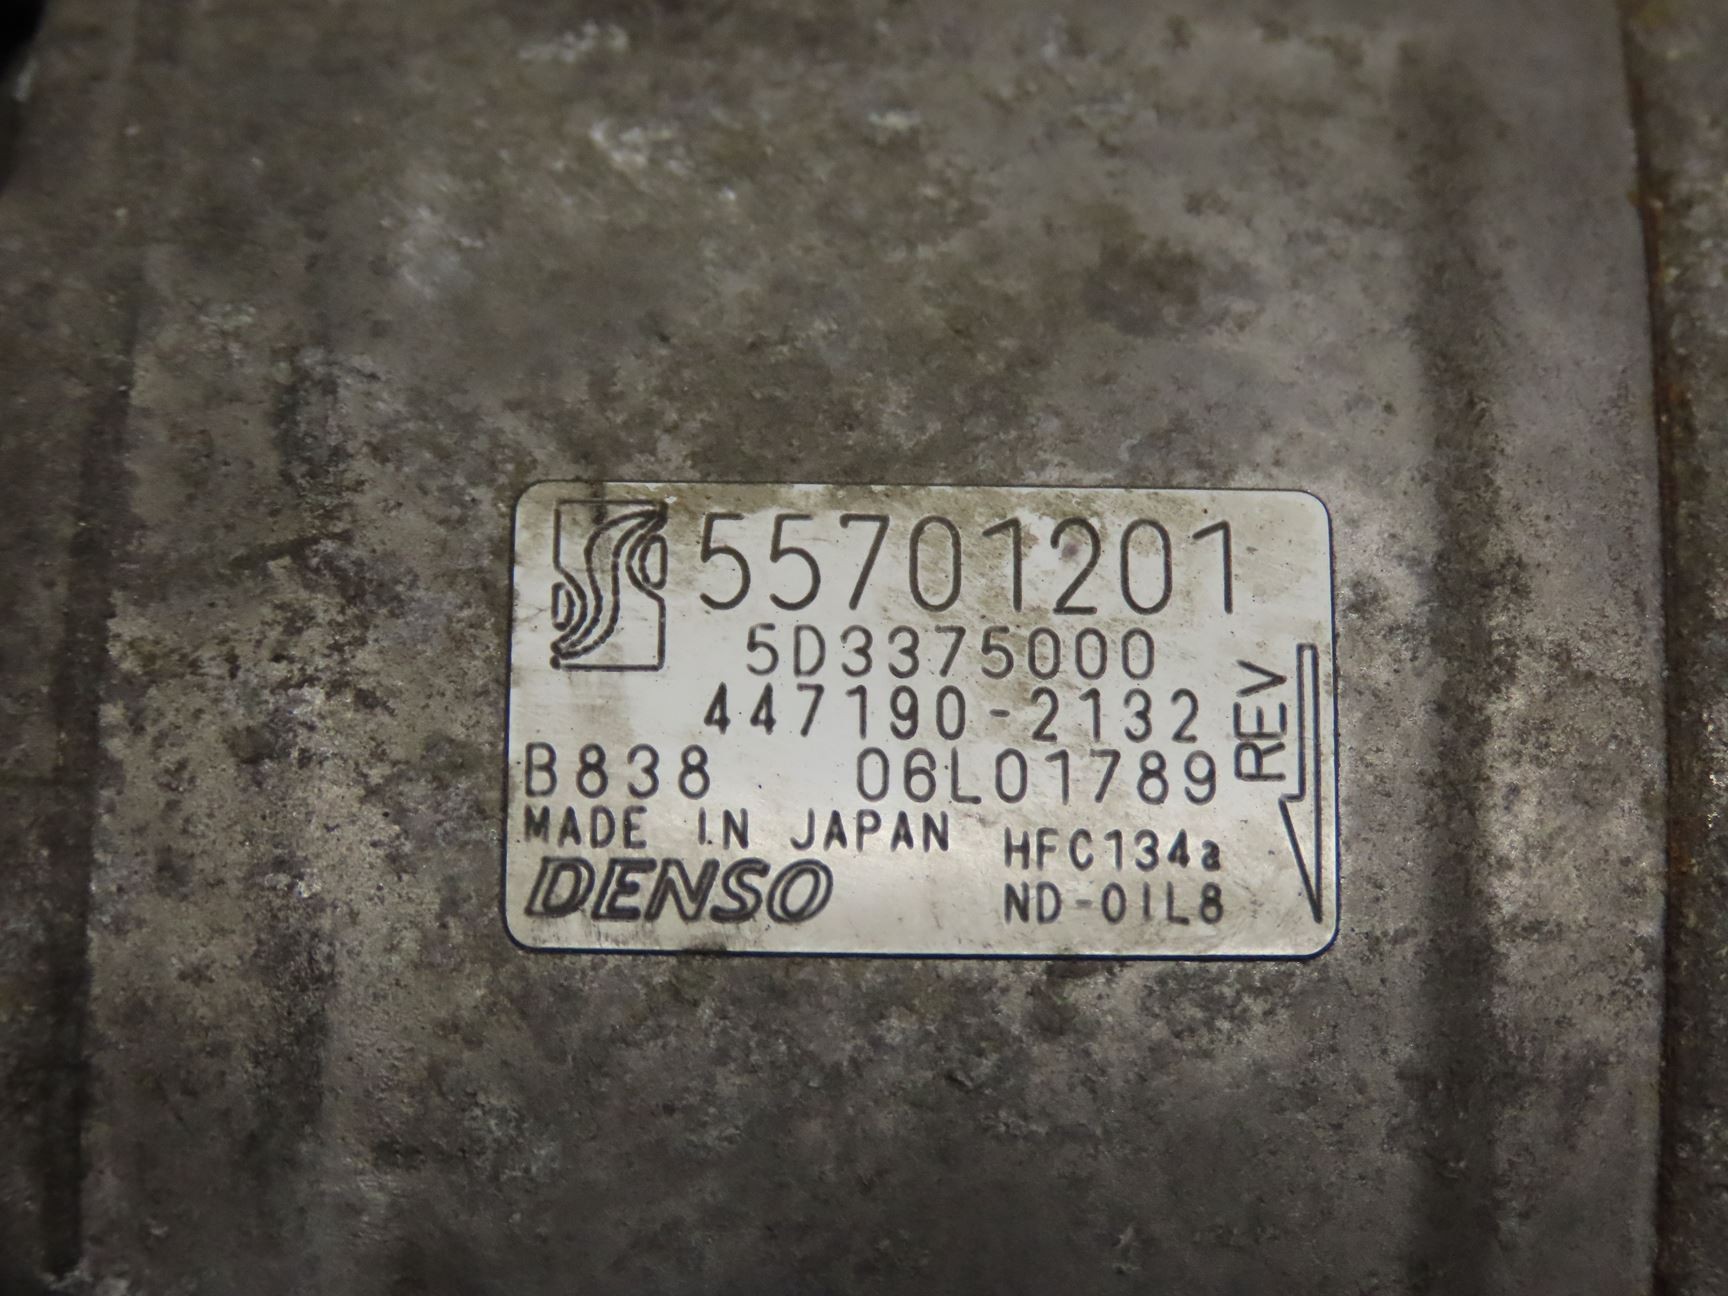 55701201
5D3375000
447190-2132
REV
B838 06L01789
MADE IN JAPAN HFC134a
DENSO ND-OIL8